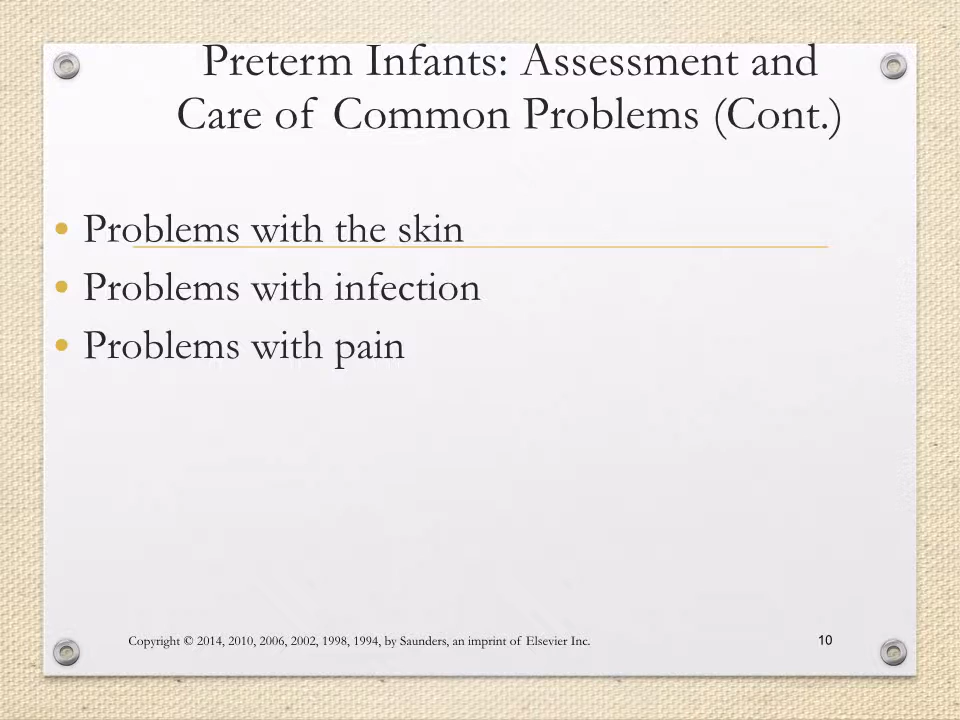 Preterm Infants: Assessment and
Care of Common Problems (Cont.)
• Problems with the skin
• Problems with infection
• Problems with pain
Copyright © 2014, 2010, 2006, 2002, 1998, 1994, by Saunders, an imprint of Elsevier Inc.
10